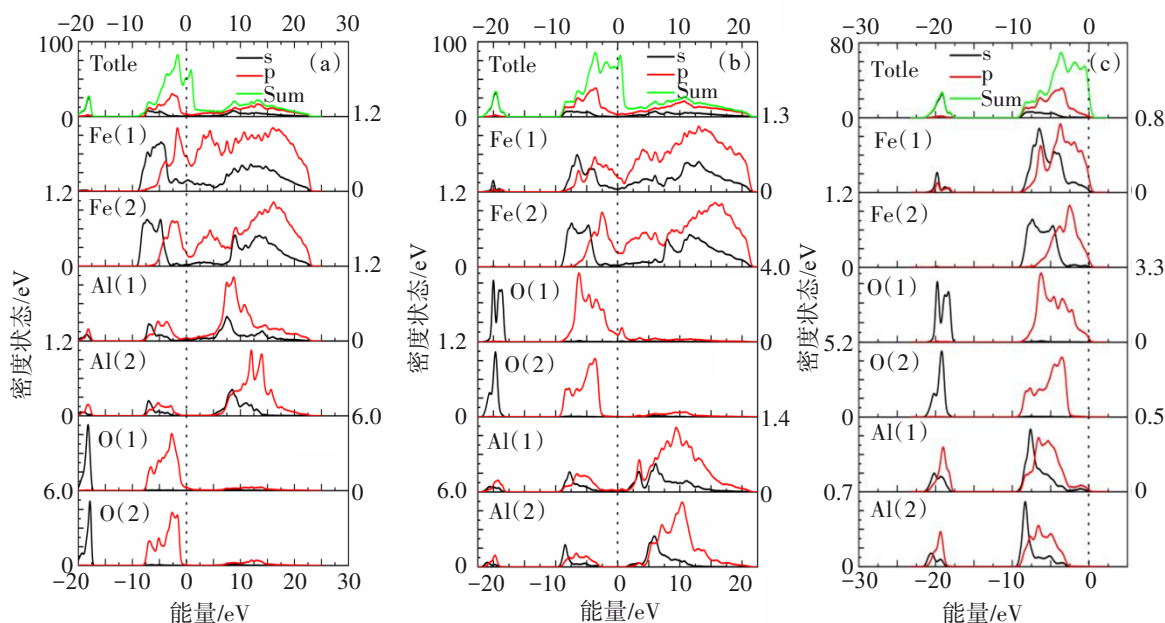 −20 −10 0 10 20 30
100
0
Totle
s
p
Sum
(a)
1.2
Fe(1)
1.2
0
Fe(2)
0
1.2
Al(1)
1.2
0
Al(2)
0
6.0
O(1)
6.0
0
O(2)
0
−20 −10 0 10 20 30
能量/eV
密度状态/eV
−20 −10 0 10 20
100
0
Totle
s
p
Sum
(b)
1.3
Fe(1)
1.2
0
Fe(2)
0
4.0
O(1)
1.2
0
O(2)
0
1.4
Al(1)
6.0
0
Al(2)
0
−20 −10 0 10 20
能量/eV
密度状态/eV
−20 −10 0
80
0
Totle
s
p
Sum
(c)
0.8
Fe(1)
1.2
0
Fe(2)
0
3.3
O(1)
5.2
0
O(2)
0
0.5
Al(1)
0.7
0
Al(2)
0
−30 −20 −10 0
能量/eV
密度状态/eV
1.4